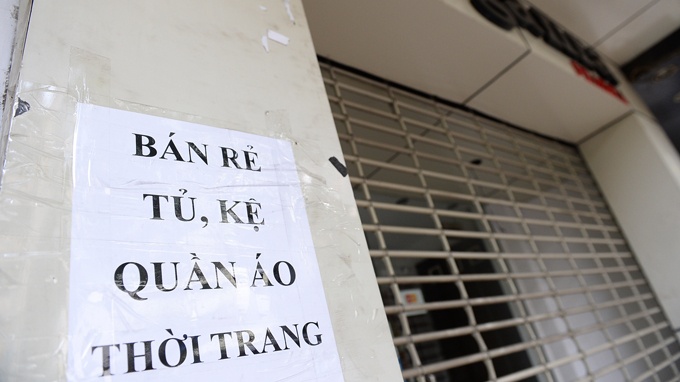 BÁN RẺ
TỦ, KỆ
QUẦN ÁO
THỜI TRANG